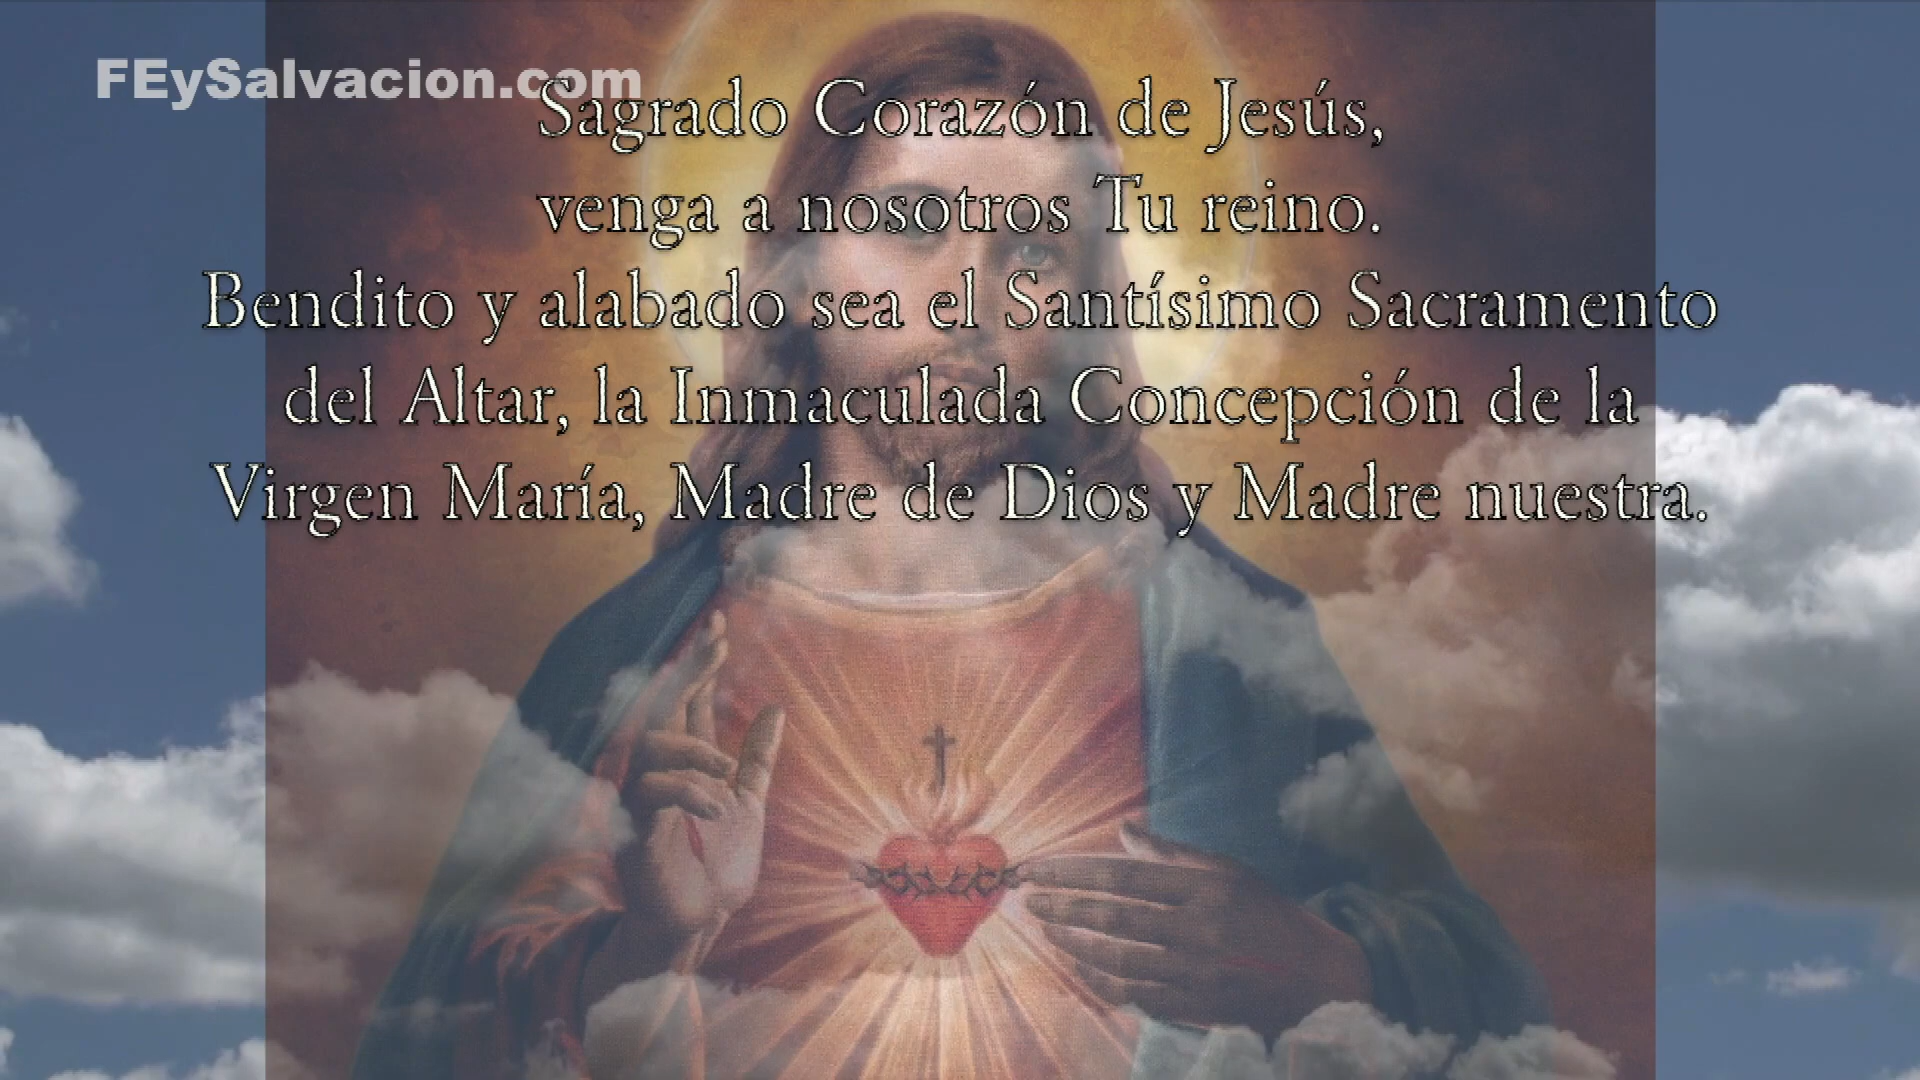 FEySalvacion.com
Sagrado Corazón de Jesús,
venga a nosotros Tu reino.
Bendito y alabado sea el Santísimo Sacramento
del Altar, la Inmaculada Concepción de la
Virgen María, Madre de Dios y Madre nuestra.